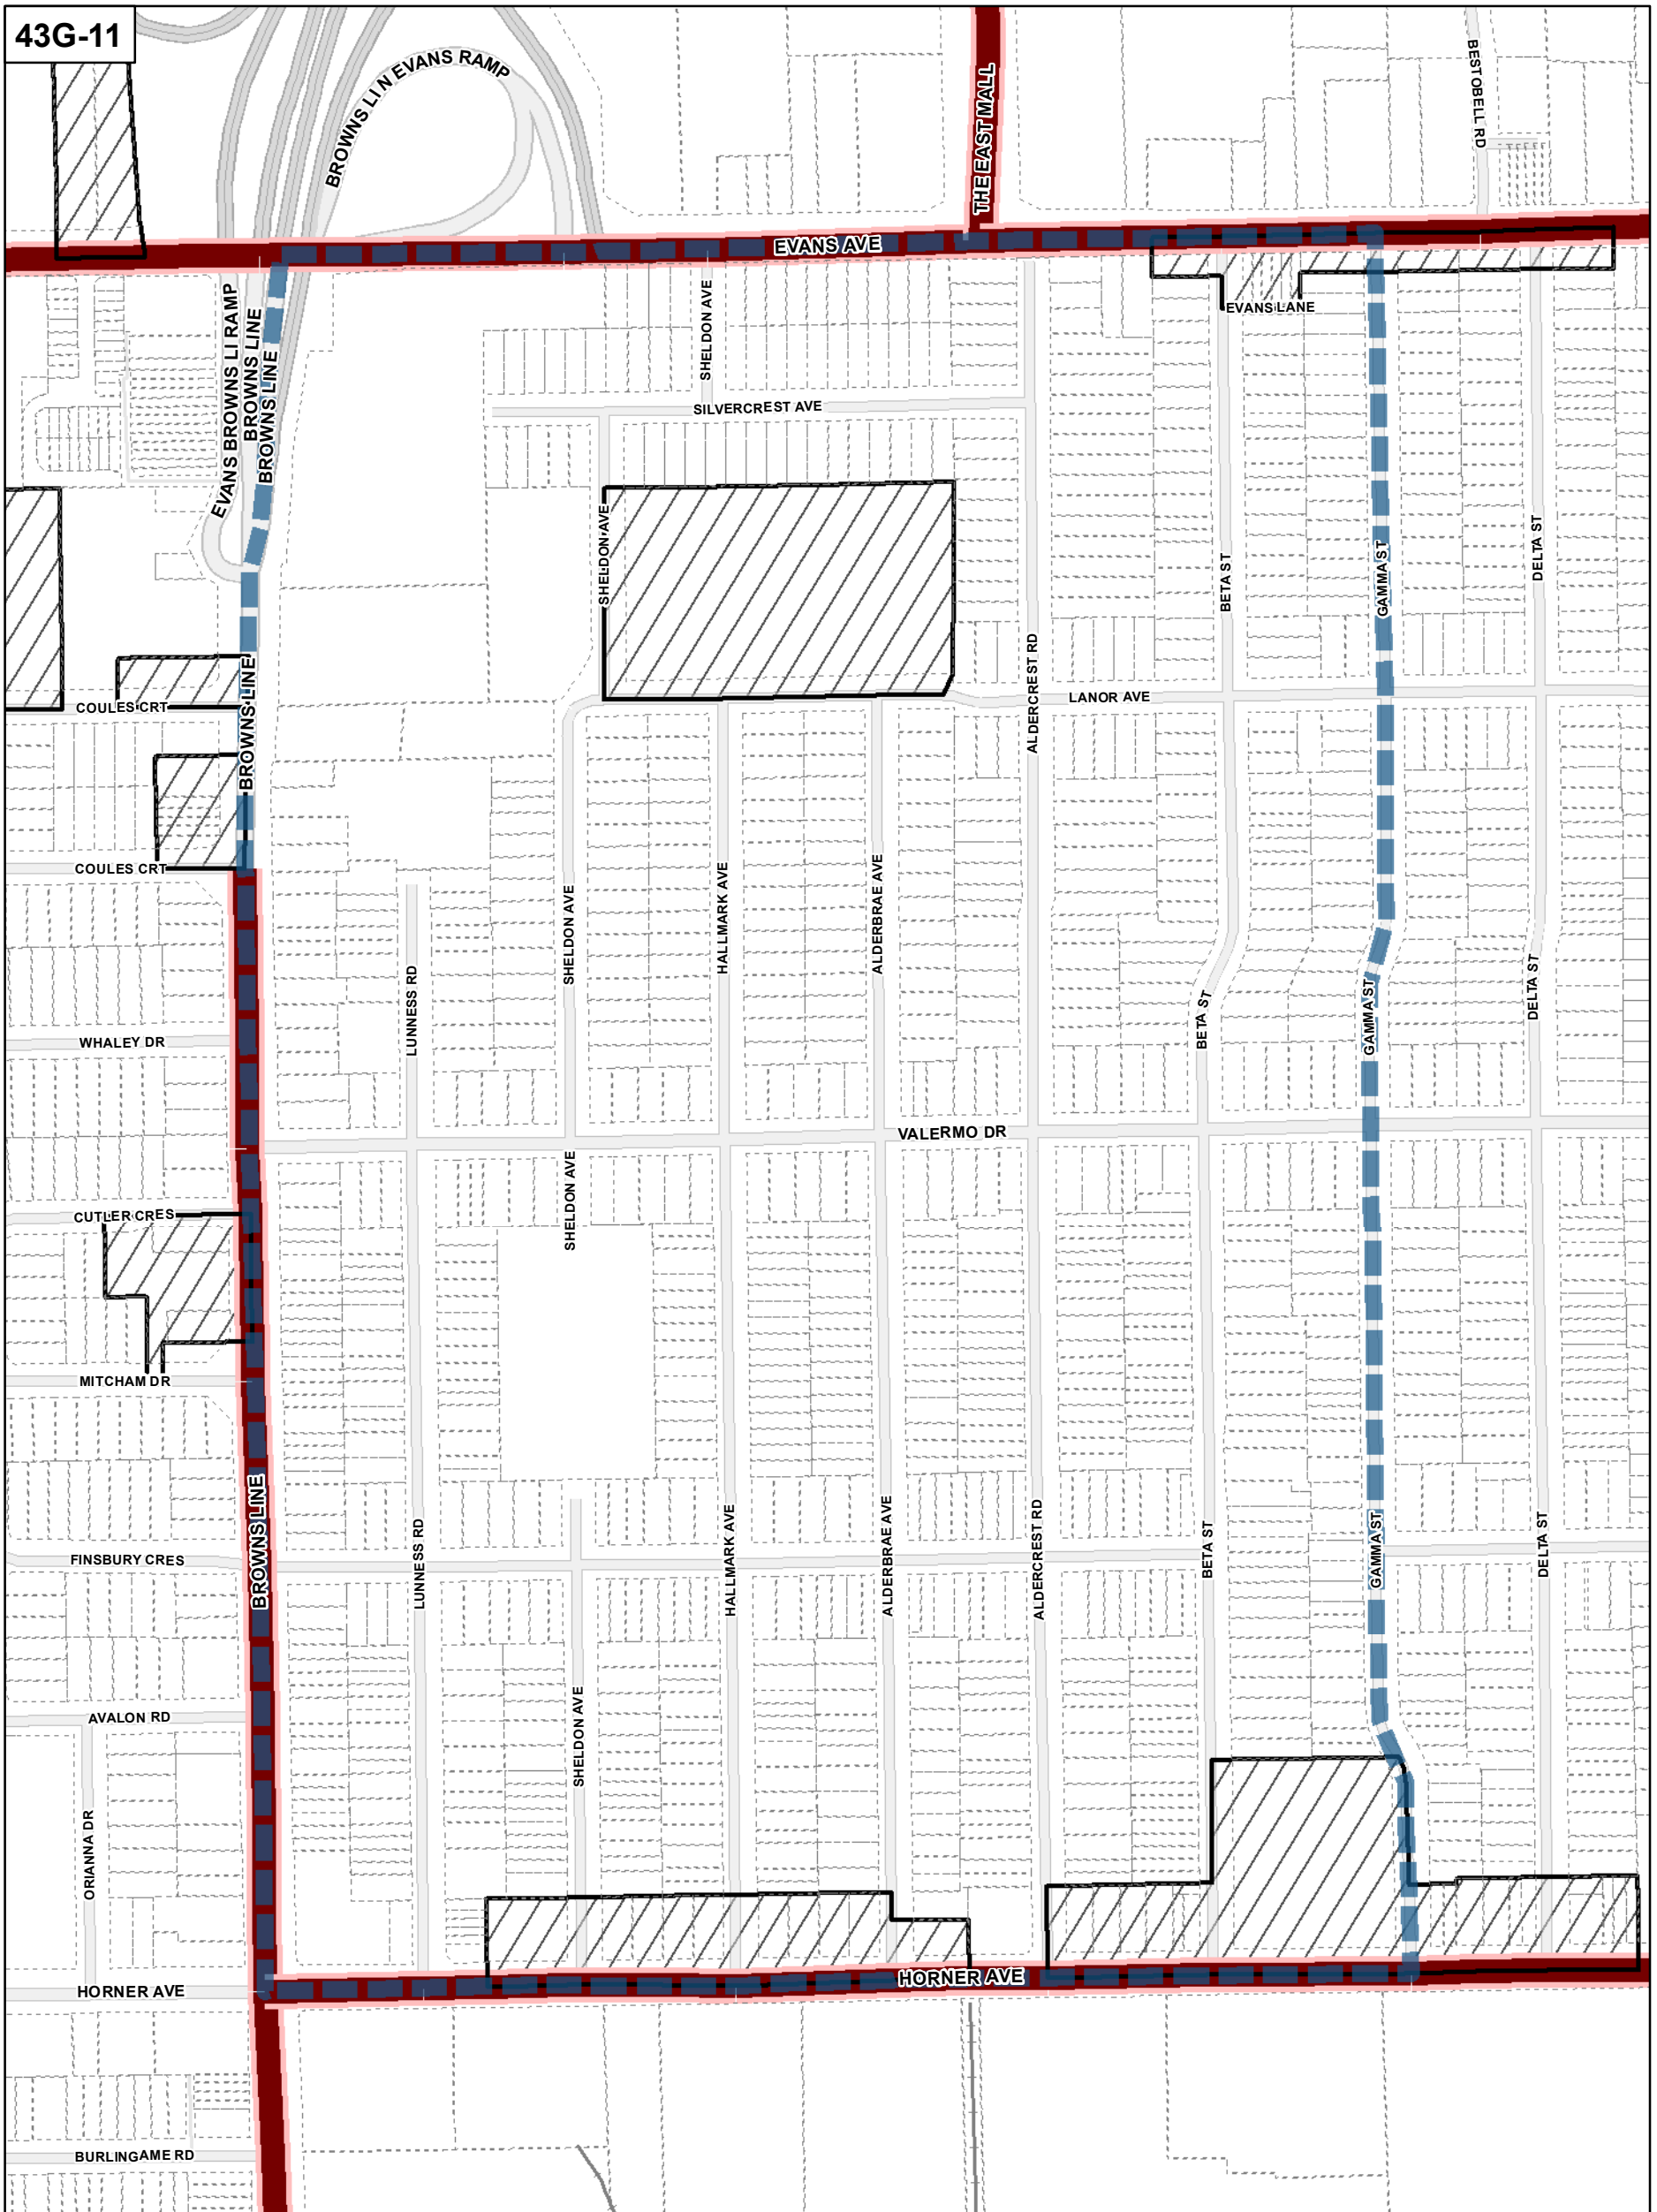 43G-11
BROWNS LI N EVANS RAMP
THE EAST MALL
BESTOBELL RD
EVANS AVE
EVANS LANE
EVANS BROWNS LI RAMP
BROWNS LINE
BROWNS LINE
SHELDON AVE
SILVERCREST AVE
SHELDON AVE
BETA ST
GAMMA ST
DELTA ST
ALDERCREST RD
LANOR AVE
COULES CRT
BROWNS LINE
COULES CRT
SHELDON AVE
HALLMARK AVE
ALDERBRAE AVE
LUNNESS RD
BETA ST
GAMMA ST
DELTA ST
WHALEY DR
VALERMO DR
SHELDON AVE
CUTLER CRES
MITCHAM DR
BROWNS LINE
LUNNESS RD
HALLMARK AVE
ALDERBRAE AVE
ALDERCREST RD
BETA ST
GAMMA ST
DELTA ST
FINSBURY CRES
AVALON RD
SHELDON AVE
ORIANNA DR
HORNER AVE
HORNER AVE
BURLINGAME RD